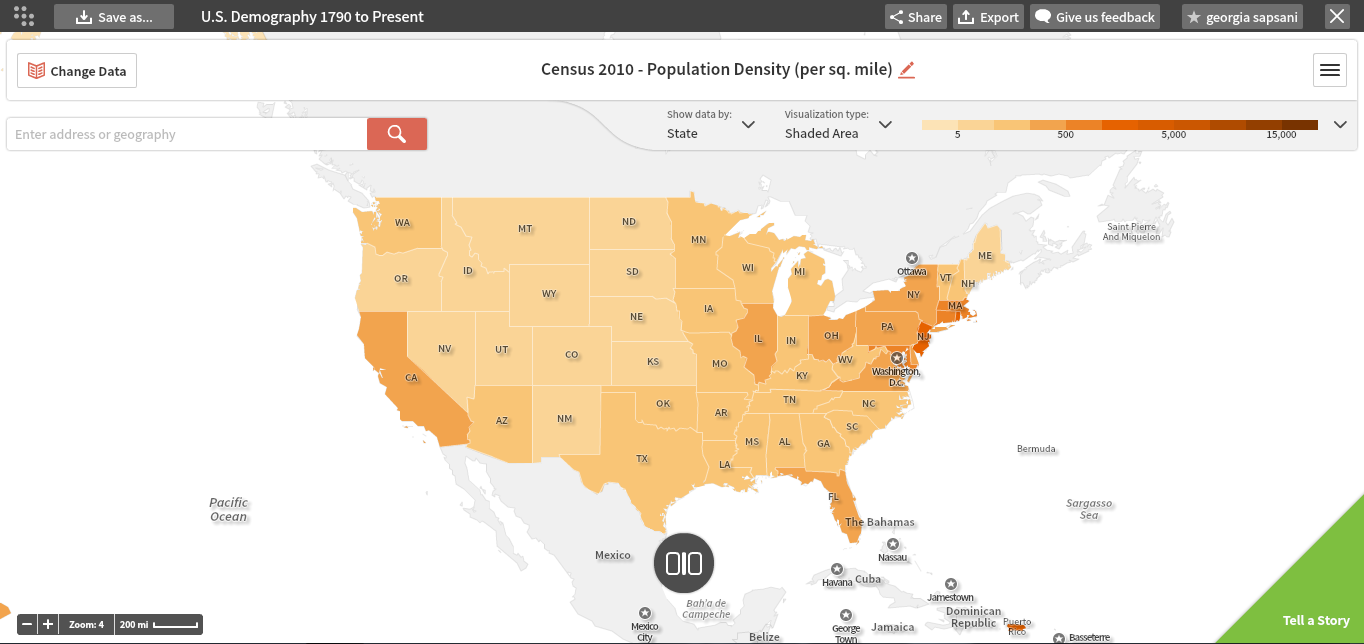 Save as...
U.S. Demography 1790 to Present
Share
Export
Give us feedback
georgia sapsani
Change Data
Census 2010 - Population Density (per sq. mile)
Enter address or geography
Show data by:
State
Visualization type:
Shaded Area
5
500
5,000
15,000
WA
MT
ND
MN
OR
ID
WY
SD
WI
MI
NE
IA
NV
UT
CO
KS
MO
IL
IN
OH
PA
NY
VT
NH
ME
MA
NJ
WV
KY
Washington,
D.c.
CA
AZ
NM
OK
AR
TN
NC
SC
MS
AL
GA
TX
LA
FL
Ottawa
Saint Pierre
And Miquelon
Bermuda
Pacific
Ocean
Sargasso
Sea
The Bahamas
Nassau
Mexico
Havana
Cuba
Jamestown
Bah'a de
Campeche
Dominican
Republic
Puerto
Rico
Mexico
City
George
Town
Jamaica
Belize
Basseterre
Zoom: 4
200 mi
Tell a Story